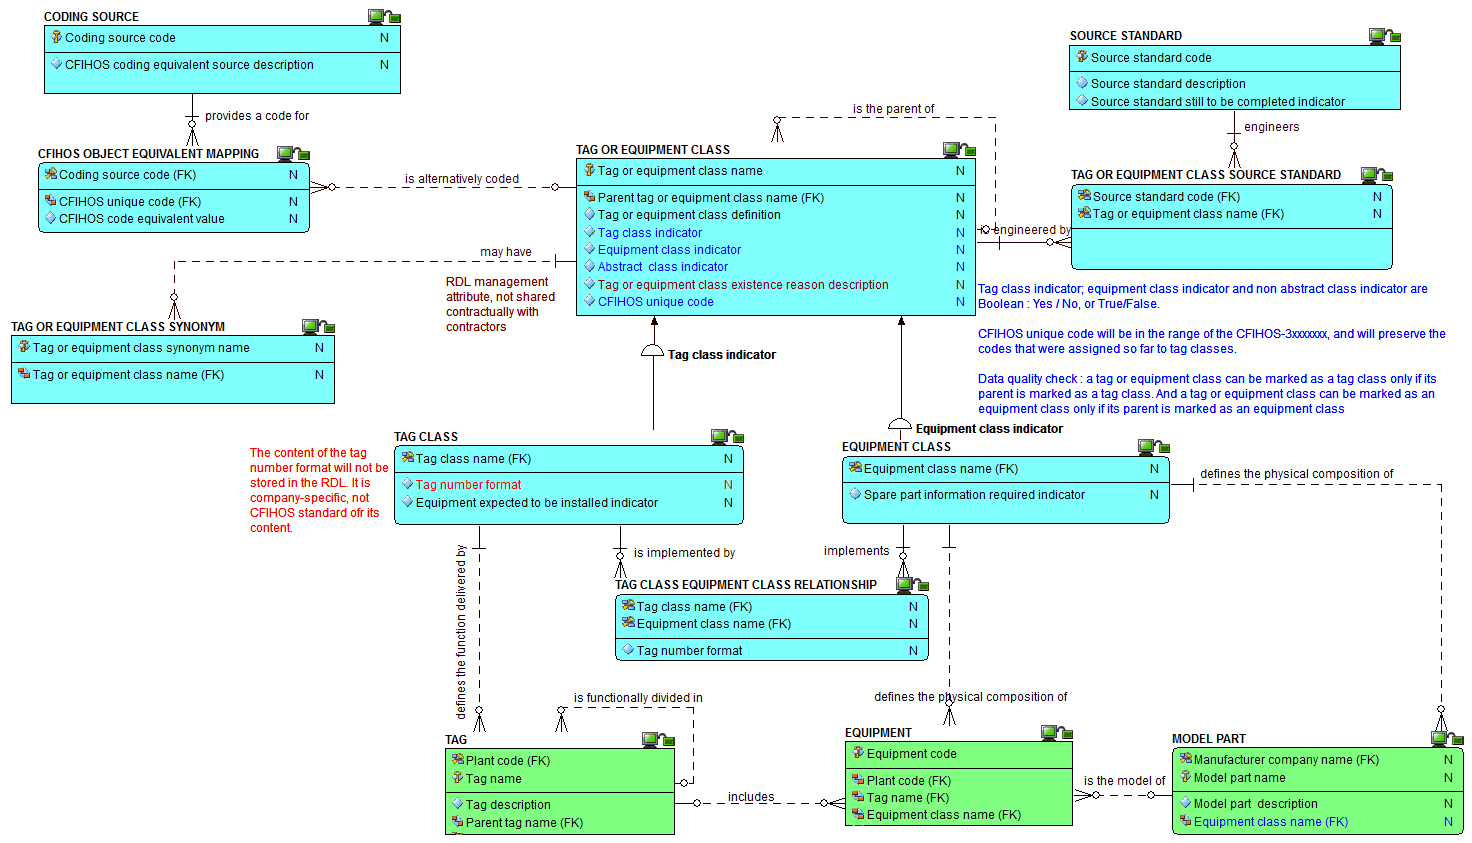 CODING SOURCE
Coding source code N
CFIHOS coding equivalent source description N
provides a code for
CFIHOS OBJECT EQUIVALENT MAPPING
Coding source code (FK) N
CFIHOS unique code (FK) N
CFIHOS code equivalent value N
is alternatively coded
may have
TAG OR EQUIPMENT CLASS SYNONYM
Tag or equipment class synonym name N
Tag or equipment class name (FK) N
RDL management
attribute, not shared
contractually with
contractors
is the parent of
TAG OR EQUIPMENT CLASS
Tag or equipment class name N
Parent tag or equipment class name (FK) N
Tag or equipment class definition N
Tag class indicator N
Equipment class indicator N
Abstract  class indicator N
Tag or equipment class existence reason description N
CFIHOS unique code N
is engineered by
SOURCE STANDARD
Source standard code
Source standard description
Source standard still to be completed indicator
engineers
TAG OR EQUIPMENT CLASS SOURCE STANDARD
Source standard code (FK) N
Tag or equipment class name (FK) N
Tag class indicator; equipment class indicator and non abstract class indicator are
Boolean : Yes / No, or True/False.
CFIHOS unique code will be in the range of the CFIHOS-3xxxxxxx, and will preserve the
codes that were assigned so far to tag classes.
Data quality check : a tag or equipment class can be marked as a tag class only if its
parent is marked as a tag class. And a tag or equipment class can be marked as an
equipment class only if its parent is marked as an equipment class
Tag class indicator
Equipment class indicator
The content of the tag
number format will not be
stored in the RDL. It is
company-specific, not
CFIHOS standard ofr its
content.
TAG CLASS
Tag class name (FK) N
Tag number format N
Equipment expected to be installed indicator N
EQUIPMENT CLASS
Equipment class name (FK) N
Spare part information required indicator N
defines the physical composition of
is implemented by
implements
defines the function delivered by
TAG CLASS EQUIPMENT CLASS RELATIONSHIP
Tag class name (FK) N
Equipment class name (FK) N
Tag number format N
is functionally divided in
defines the physical composition of
TAG
Plant code (FK)
Tag name
Tag description
Parent tag name (FK)
includes
EQUIPMENT
Equipment code
Plant code (FK)
Tag name (FK)
Equipment class name (FK)
is the model of
MODEL PART
Manufacturer company name (FK) N
Model part name N
Model part  description N
Equipment class name (FK) N